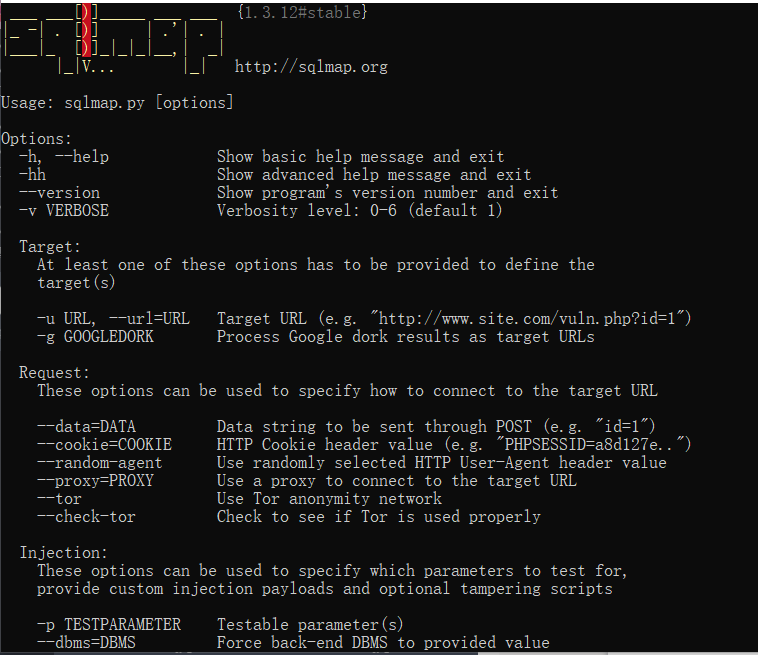 {1.3.12#stable}
http://sqlmap.org
Usage: sqlmap.py [options]
Options:
-h, --help Show basic help message and exit
-hh Show advanced help message and exit
--version Show program's version number and exit
-v VERBOSE Verbosity level: 0-6 (default 1)
Target:
At least one of these options has to be provided to define the
target(s)
-u URL, --url=URL Target URL (e.g. "http://www.site.com/vuln.php?id=1")
-g GOOGLEDORK Process Google dork results as target URLs
Request:
These options can be used to specify how to connect to the target URL
--data=DATA Data string to be sent through POST (e.g. "id=1")
--cookie=COOKIE HTTP Cookie header value (e.g. "PHPSESSID=a8d127e..")
--random-agent Use randomly selected HTTP User-Agent header value
--proxy=PROXY Use a proxy to connect to the target URL
--tor Use Tor anonymity network
--check-tor Check to see if Tor is used properly
Injection:
These options can be used to specify which parameters to test for,
provide custom injection payloads and optional tampering scripts
-p TESTPARAMETER Testable parameter(s)
--dbms=DBMS Force back-end DBMS to provided value